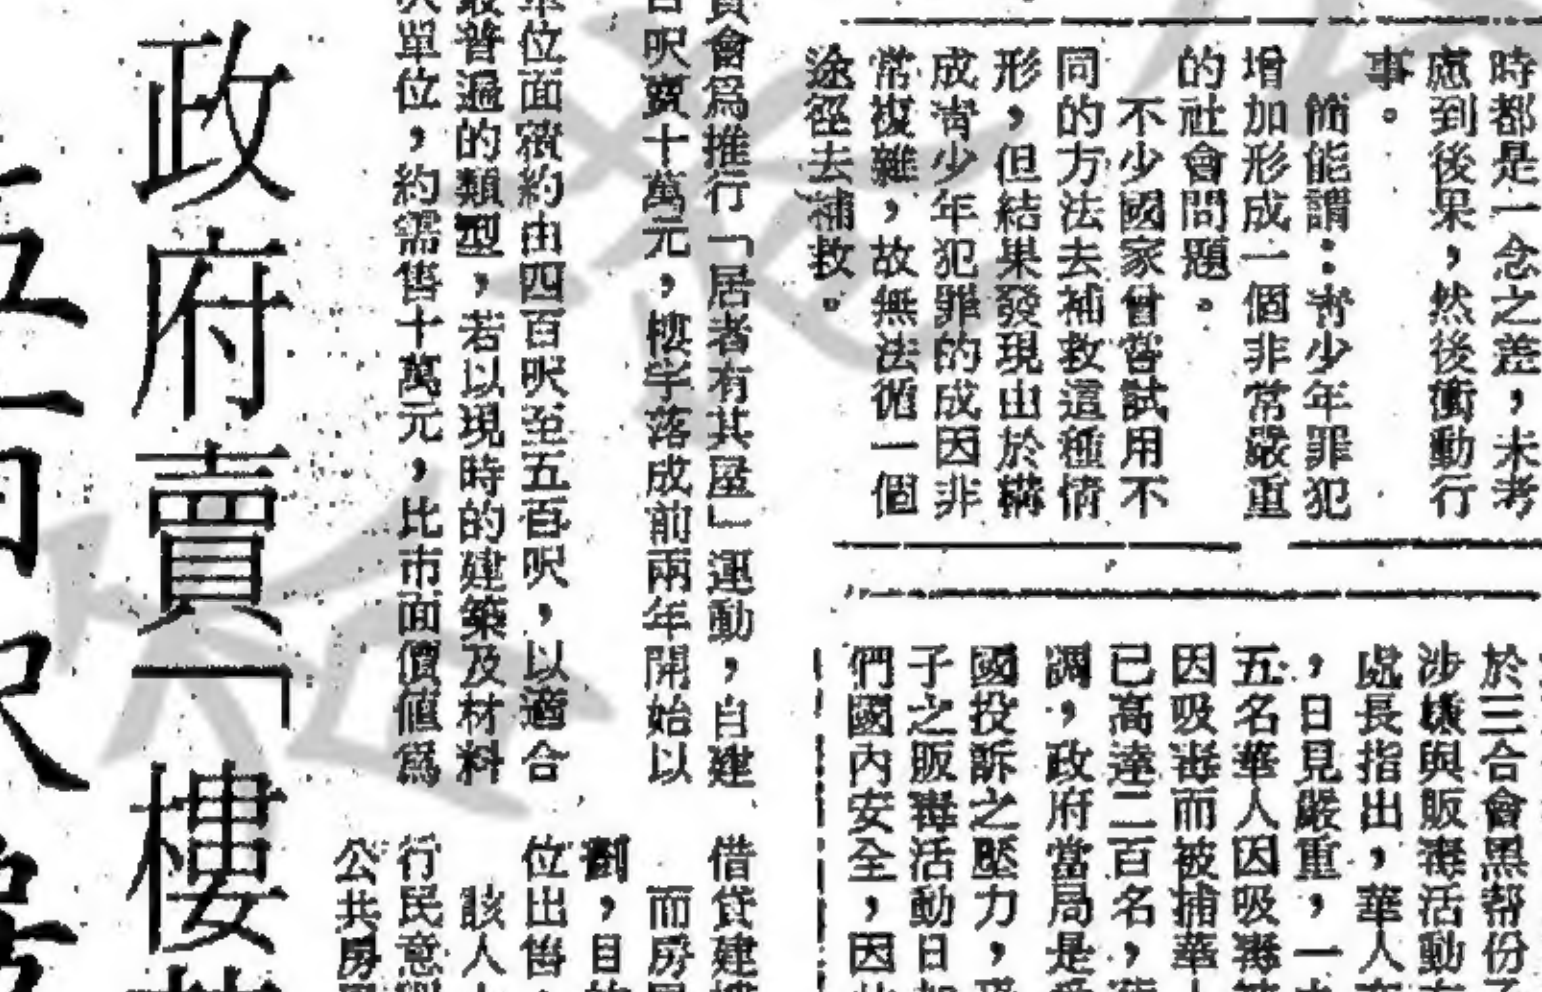 時都是一念之差，未考
慮到後果，然後衝動行
事。
簡能謂：青少年罪犯
增加形成一個非常嚴重
的社會問題。
不少國家曾嘗試用不
同的方法去補救這種情
形，但結果發現出於構
成青少年犯罪的成因非
常複雜，故無法循一個
途徑去補救。
於三合會黑幫份子
涉嫌與販毒活動有
處長指出，華人
，日見嚴重，一
五名華人因吸毒
因吸毒而被捕華
已高達二百名，
調，政府當局是
國投訴之壓力，
子之販毒活動日
們國內安全，因
會爲推行「居者有其屋」運動，自建
呎實十萬元，樓宇落成前兩年開始以
單位面積約由四百呎至五百呎，以適合
最普遍的類型，若以現時的建築及材料
單位，約需售十萬元，比市面價值爲
借貸建樓
而房屋
劃，目的
位出售，
該人
行民意
公共房
政府賣「樓
五百呎